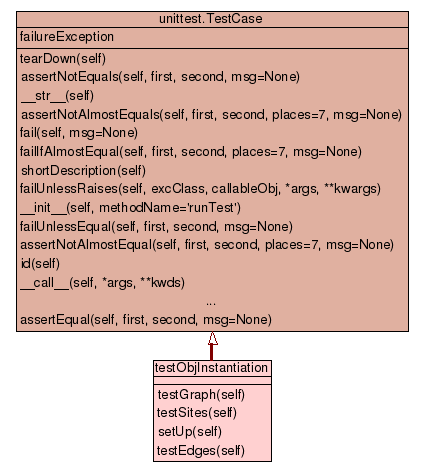 unittest.TestCase
failureException
tearDown(self)
assertNotEquals(self, first, second, msg=None)
__str__(self)
assertNotAlmostEquals(self, first, second, places=7, msg=None)
fail(self, msg=None)
failIfAlmostEqual(self, first, second, places=7, msg=None)
shortDescription(self)
failUnlessRaises(self, excClass, callableObj, *args, **kwargs)
__init__(self, methodName='runTest')
failUnlessEqual(self, first, second, msg=None)
assertNotAlmostEqual(self, first, second, places=7, msg=None)
id(self)
__call__(self, *args, **kwds)
...
assertEqual(self, first, second, msg=None)
testObjInstantiation
testGraph(self)
testSites(self)
setUp(self)
testEdges(self)